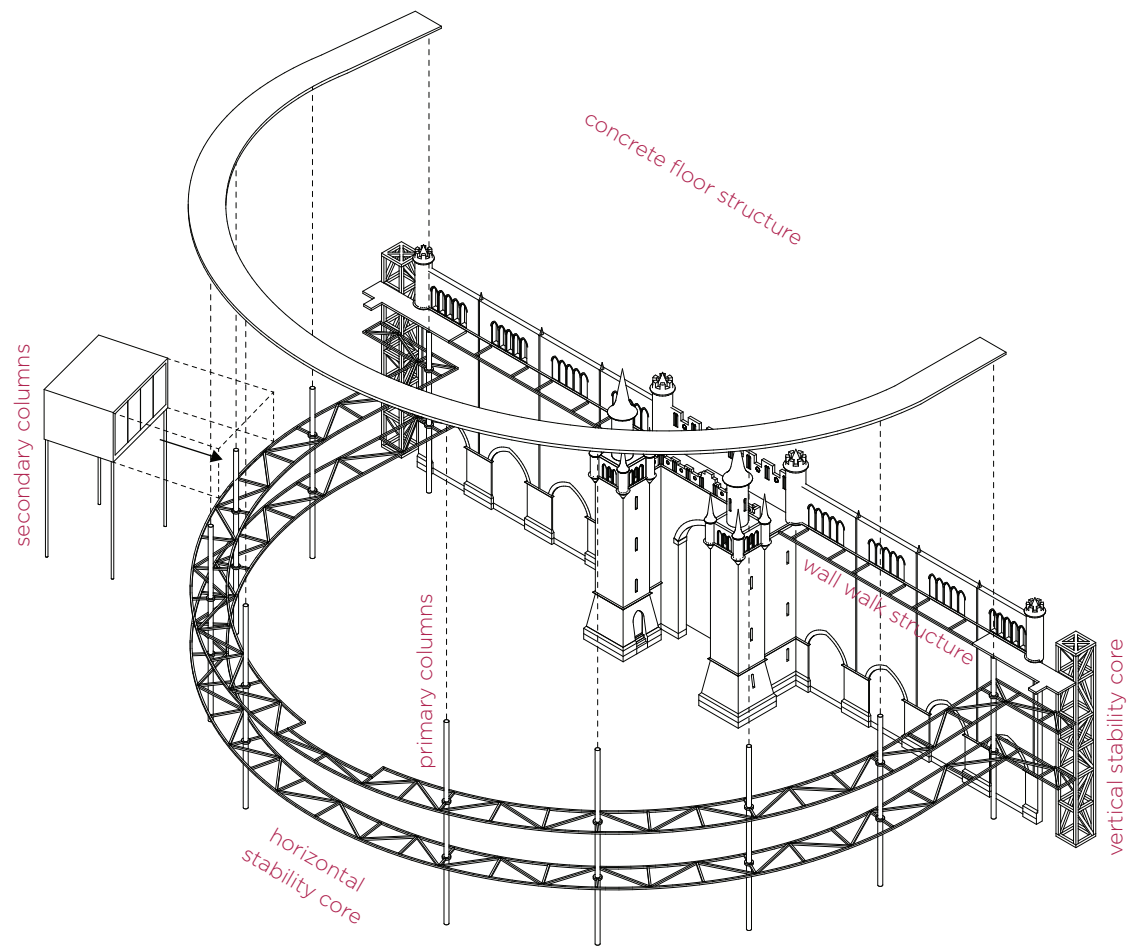 concrete floor structure
secondary columns
wall walk structure
primary columns
vertical stability core
horizontal
stability core